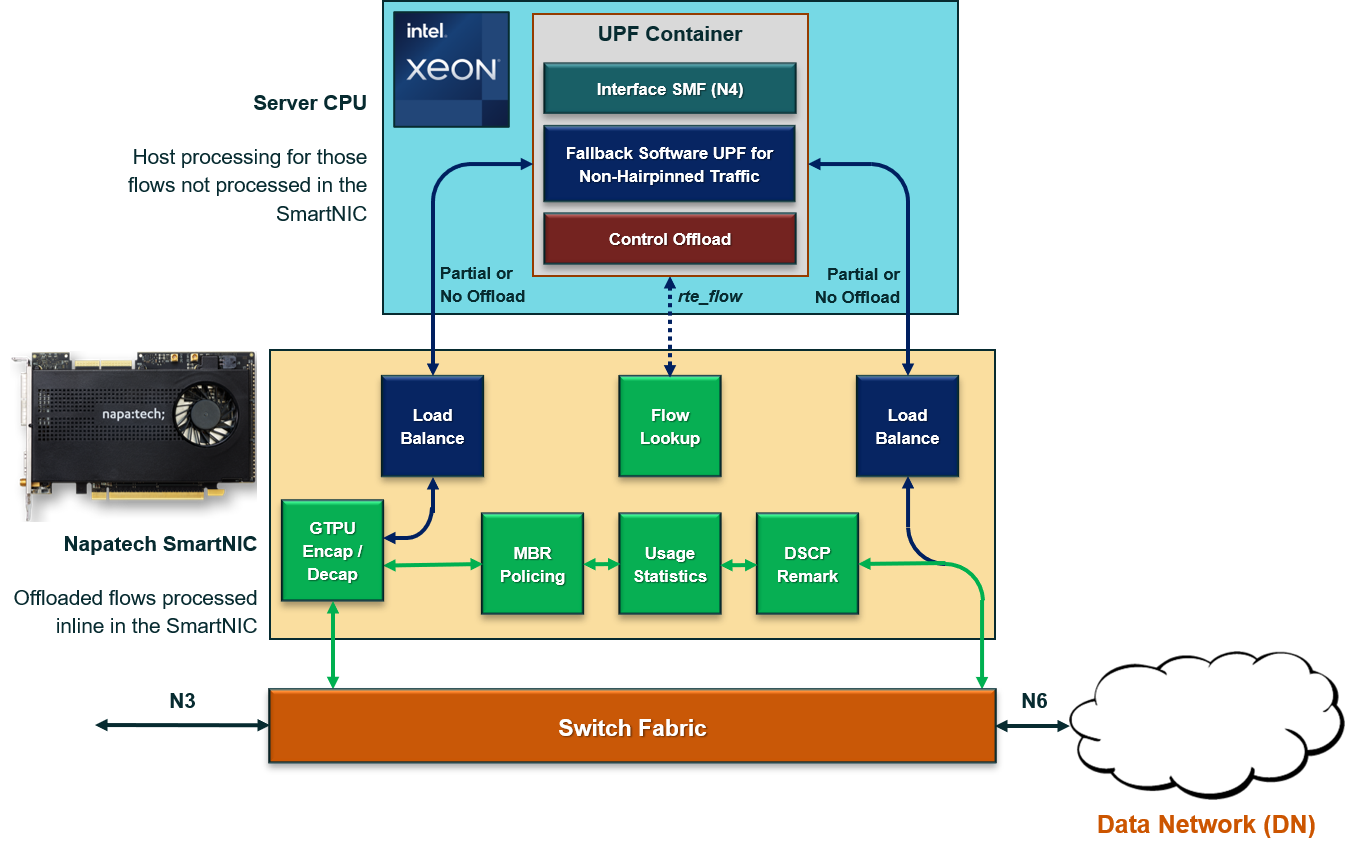 intel.
xeon
UPF Container
Interface SMF (N4)
Fallback Software UPF for
Non-Hairpinned Traffic
Control Offload
Server CPU
Host processing for those
flows not processed in the
SmartNIC
Partial or
No Offload
rte_flow
Partial or
No Offload
napa:tech;
Napatech SmartNIC
Offloaded flows processed
inline in the SmartNIC
Load
Balance
Flow
Lookup
Load
Balance
GTPU
Encap /
Decap
MBR
Policing
Usage
Statistics
DSCP
Remark
N3
Switch Fabric
N6
Data Network (DN)